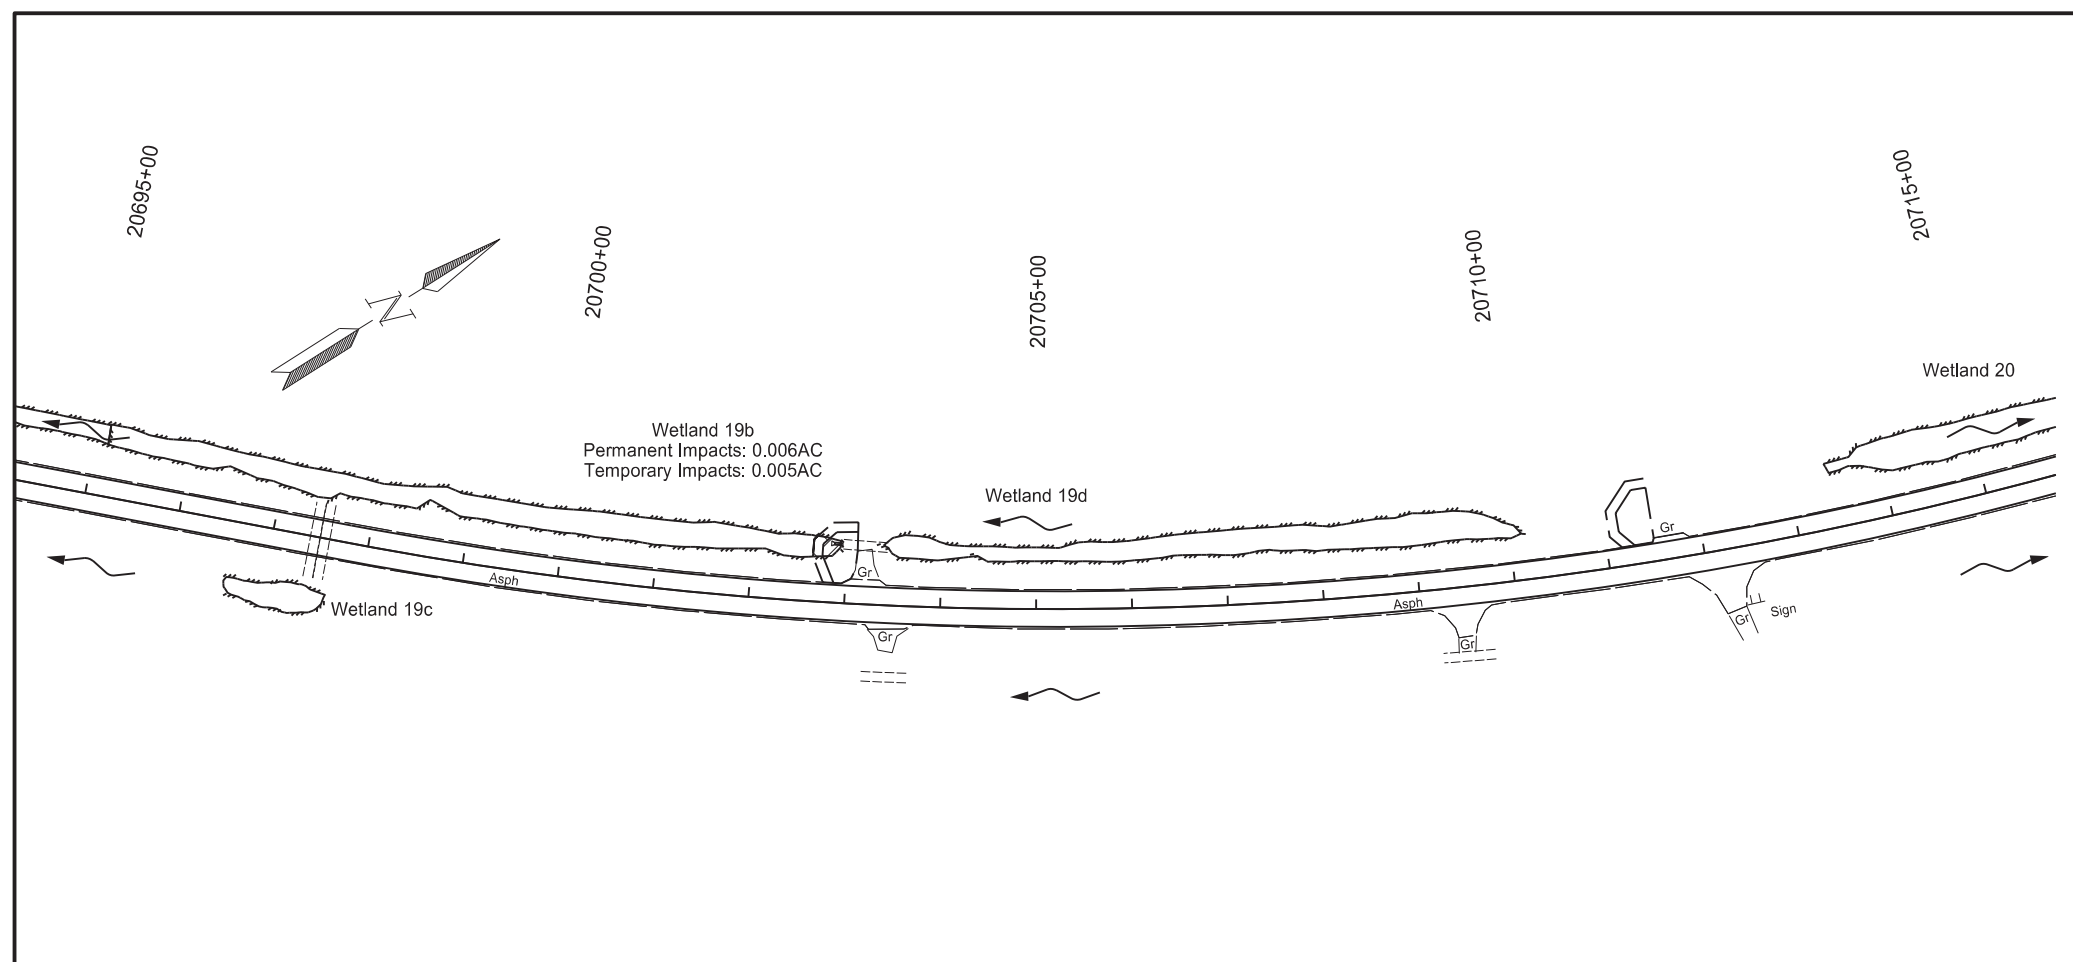 20695+00
20700+00
20705+00
20710+00
20715+00
N
Wetland 20
Wetland 19b
Permanent Impacts: 0.006AC
Temporary Impacts: 0.005AC
Wetland 19d
Gr
Asph
Gr
Wetland 19c
Asph
Sign
Gr
Gr
Gr